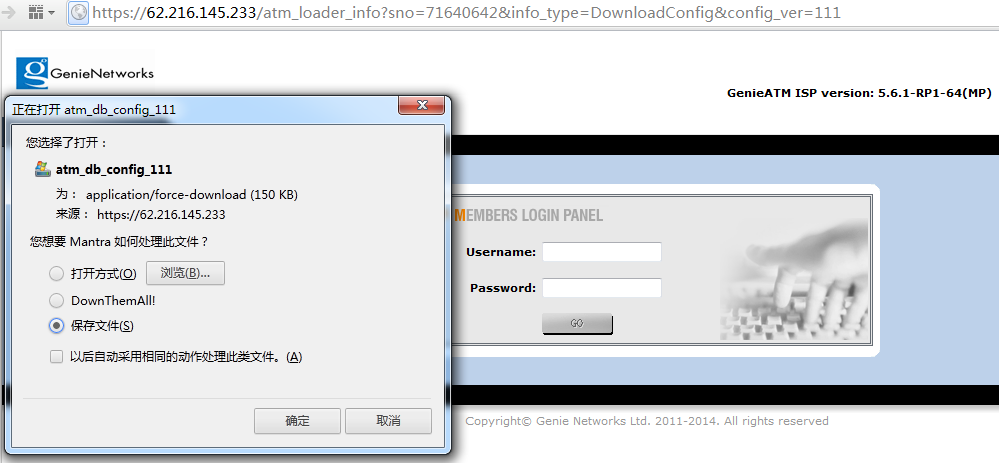 https://62.216.145.233/atm_loader_info?sno=71640642&info_type=DownloadConfig&config_ver=111
GenieNetworks
GenieATM ISP version: 5.6.1-RP1-64(MP)
正在打开 atm_db_config_111
您选择了打开：
atm_db_config_111
为： application/force-download (150 KB)
来源： https://62.216.145.233
您想要 Mantra 如何处理此文件？
打开方式(O) 浏览(B)...
DownThemAll!
保存文件(S)
以后自动采用相同的动作处理此类文件。(A)
确定 取消
MEMBERS LOGIN PANEL
Username:
Password:
GO
Copyright© Genie Networks Ltd. 2011-2014. All rights reserved